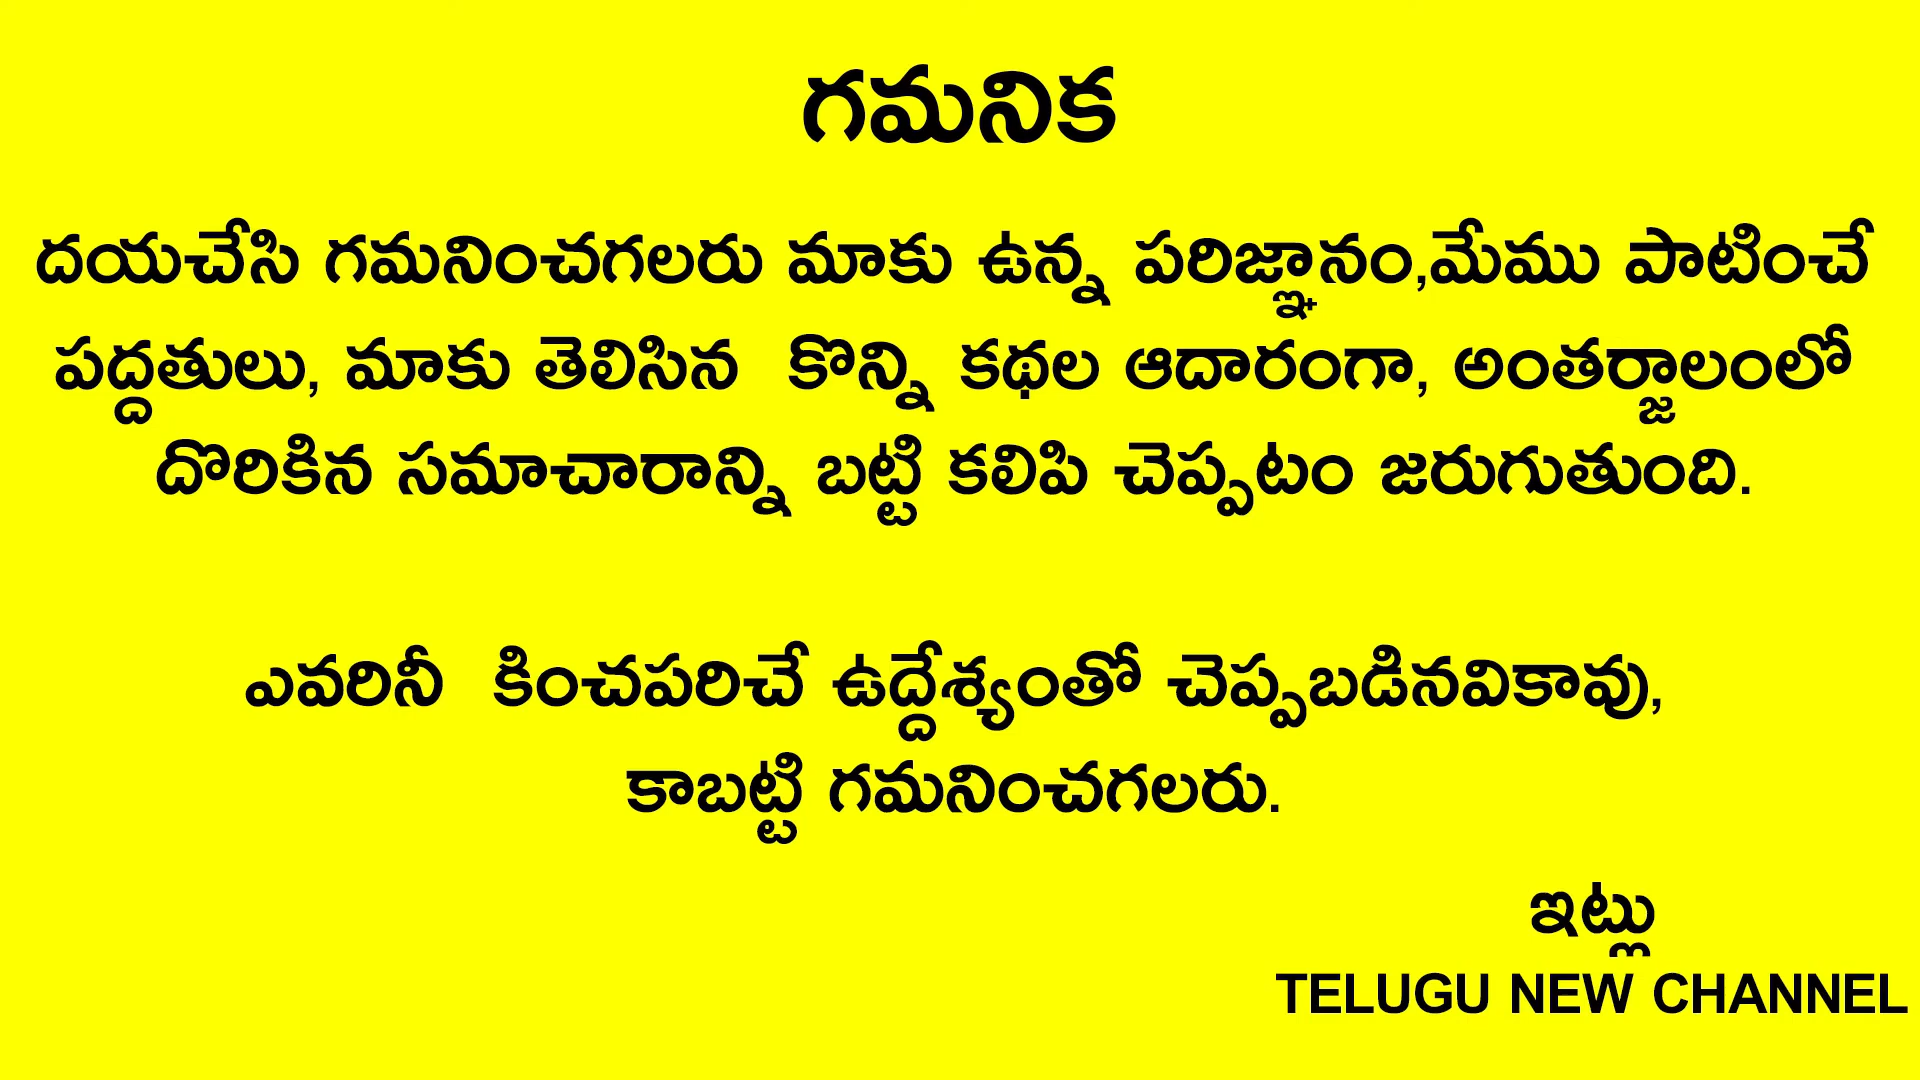 గమనిక
దయచేసి గమనించగలరు మాకు ఉన్న పరిజ్ఞానం,మేము పాటించే
పద్దతులు, మాకు తెలిసిన కొన్ని కథల ఆదారంగా, అంతర్జాలంలో
దొరికిన సమాచారాన్ని బట్టి కలిపి చెప్పటం జరుగుతుంది.
ఎవరినీ కించపరిచే ఉద్దేశ్యంతో చెప్పబడినవికావు,
కాబట్టి గమనించగలరు.
ఇట్లు
TELUGU NEW CHANNEL